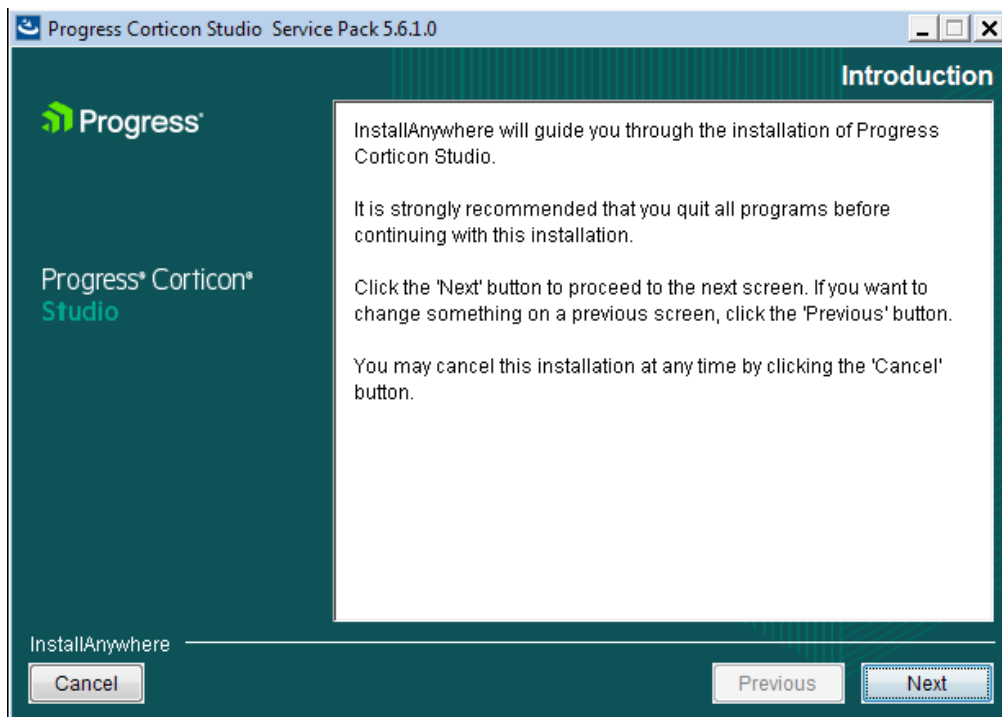 Progress Corticon Studio  Service Pack 5.6.1.0
Introduction
Progress®
InstallAnywhere will guide you through the installation of Progress
Corticon Studio.
It is strongly recommended that you quit all programs before
continuing with this installation.
Progress® Corticon®
Studio
Click the 'Next' button to proceed to the next screen. If you want to
change something on a previous screen, click the 'Previous' button.
You may cancel this installation at any time by clicking the 'Cancel'
button.
InstallAnywhere
Cancel
Previous
Next